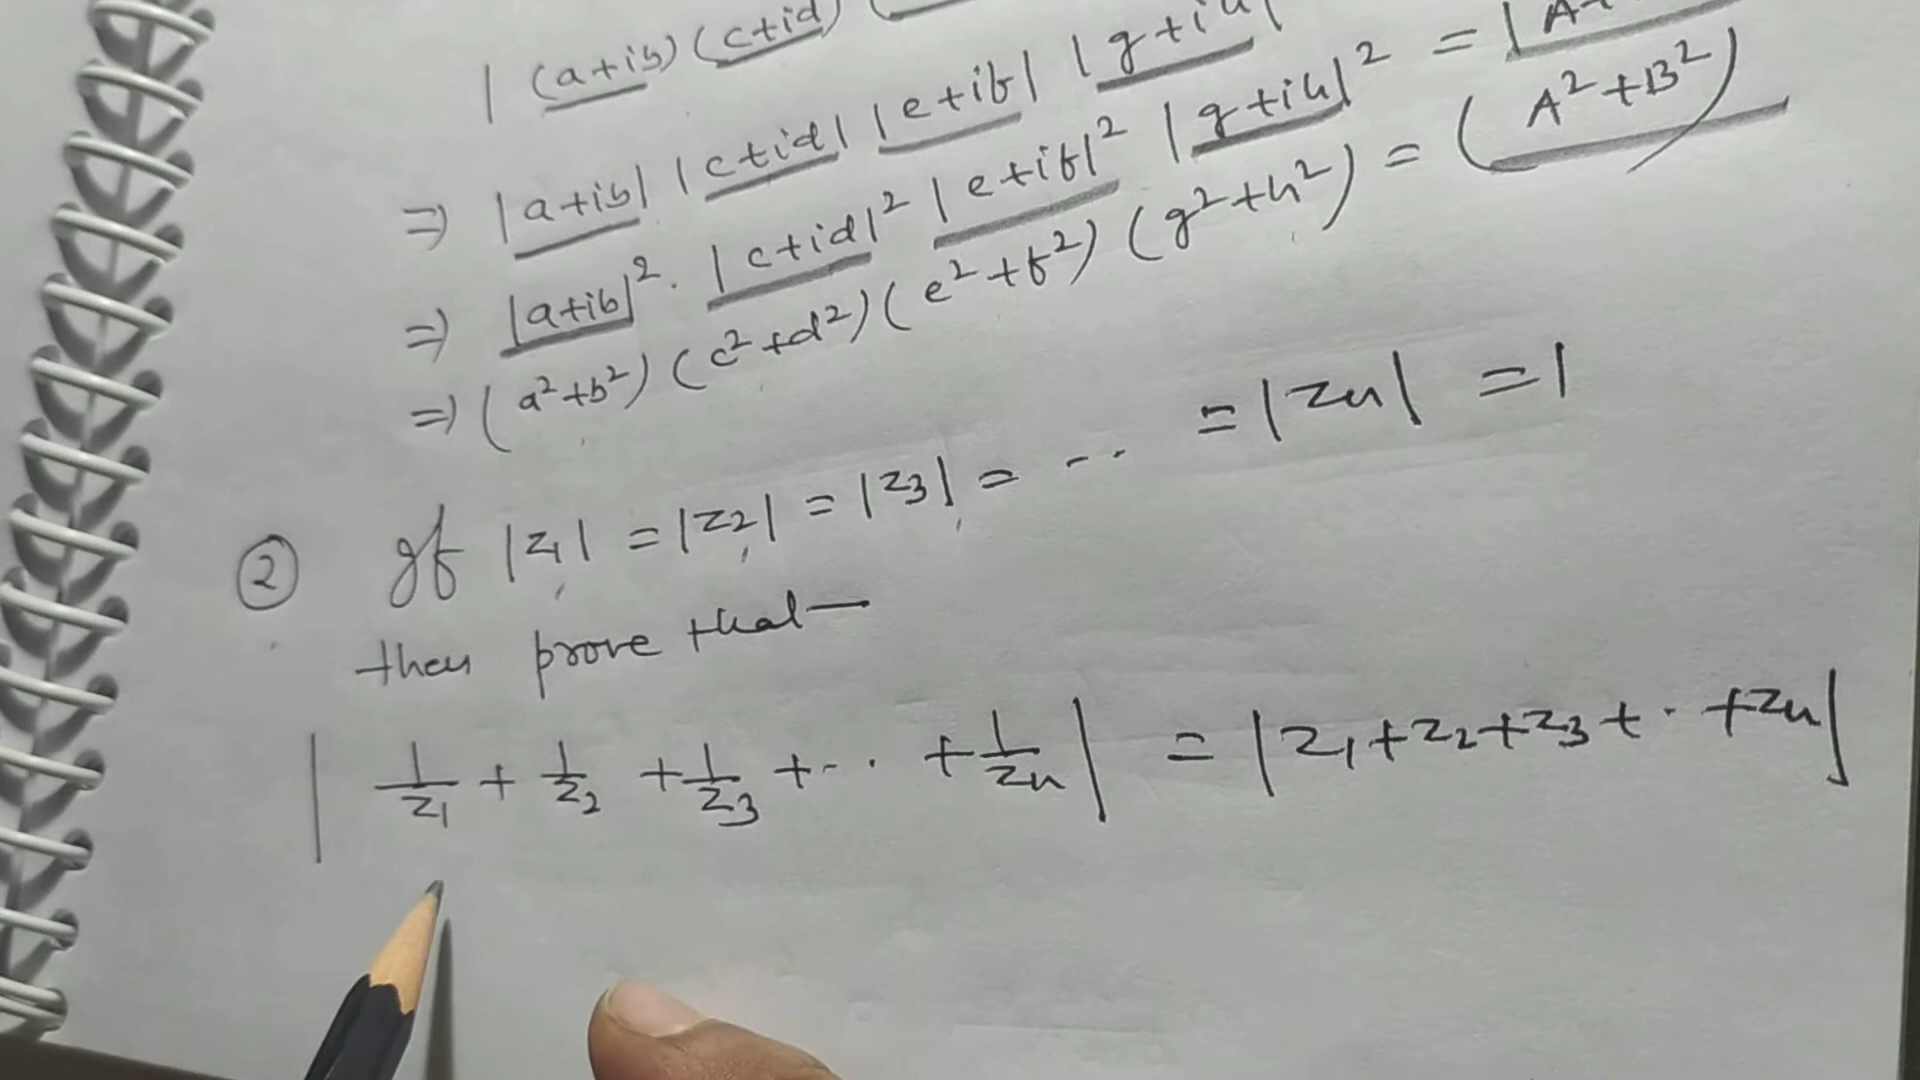 | (a+ib) (c+id)
⇒ |a+ib| |c+id| |e+if| |g+ih|
⇒ |a+ib|². |c+id|² |e+if|² |g+ih|² = |A+
⇒ (a²+b²) (c²+d²) (e²+f²) (g²+h²) = (A²+B²)
② If |z₁| = |z₂| = |z₃| = --.. = |zn| = 1
then prove that—
| 1/z₁ + 1/z₂ + 1/z₃ + -.. + 1/zn | = |z₁+z₂+z₃+ . +zn|